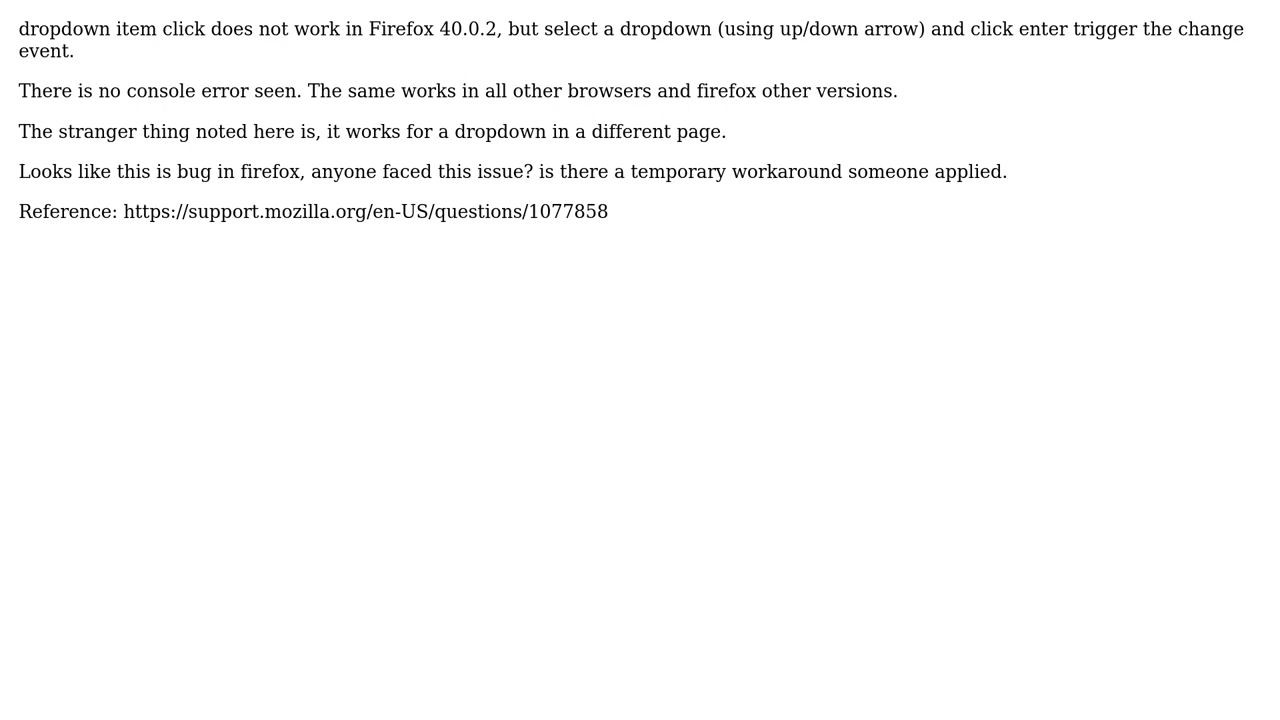 dropdown item click does not work in Firefox 40.0.2, but select a dropdown (using up/down arrow) and click enter trigger the change
event.
There is no console error seen. The same works in all other browsers and firefox other versions.
The stranger thing noted here is, it works for a dropdown in a different page.
Looks like this is bug in firefox, anyone faced this issue? is there a temporary workaround someone applied.
Reference: https://support.mozilla.org/en-US/questions/1077858